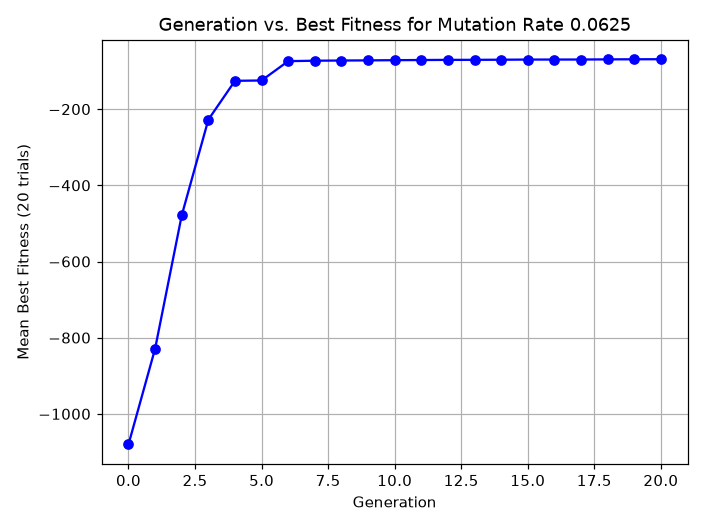 Generation vs. Best Fitness for Mutation Rate 0.0625
Mean Best Fitness (20 trials)
−200
−400
−600
−800
−1000
0.0 2.5 5.0 7.5 10.0 12.5 15.0 17.5 20.0
Generation